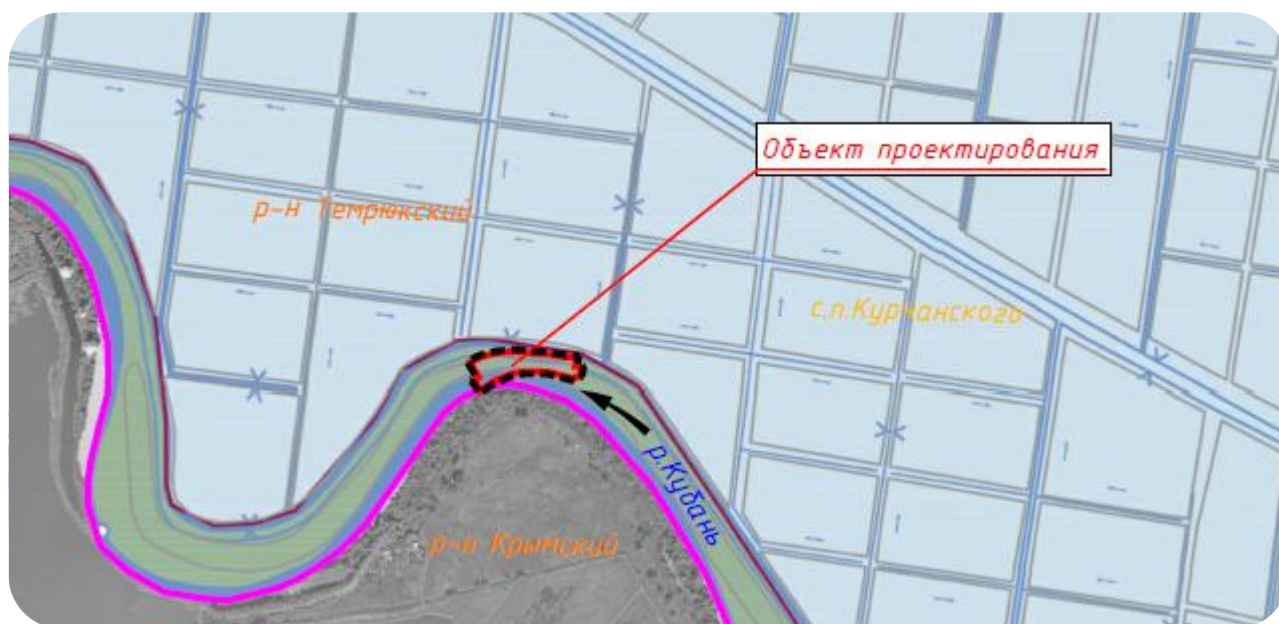 Объект проектирования
р-н Темрюкский
с.п.Курчанского
р.Кубань
р-н Крымский